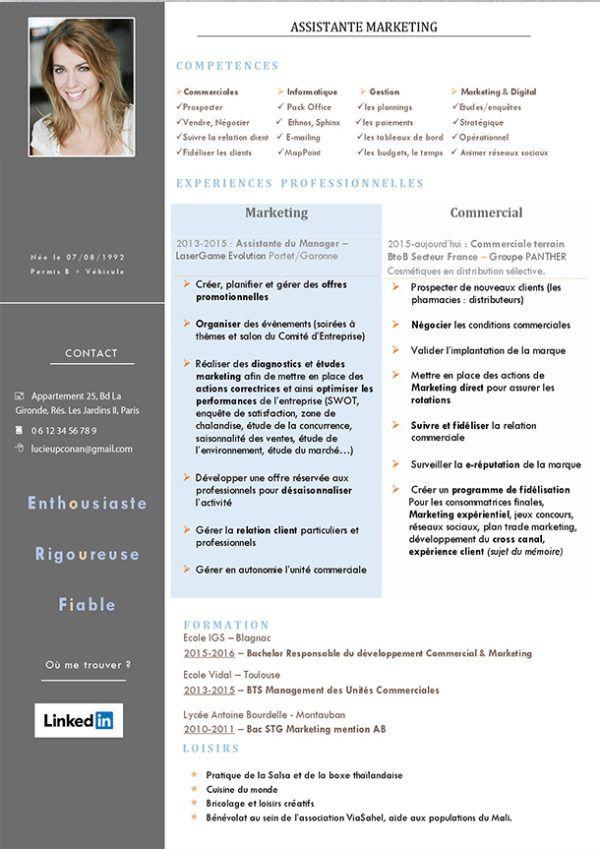 ASSISTANTE MARKETING
COMPETENCES
Commerciales
Prospecter
Vendre, Négocier
Suivre la relation client
Fidéliser les clients
Informatique
Pack Office
Ethnos, Sphinx
E-mailing
MapPoint
Gestion
les plannings
les paiements
les tableaux de bord
les budgets, le temps
Marketing & Digital
Etudes/enquêtes
Stratégique
Opérationnel
Animer réseaux sociaux
EXPERIENCES PROFESSIONNELLES
Marketing
2013-2015 : Assistante du Manager –
LaserGame Evolution Portet/Garonne
Créer, planifier et gérer des offres
promotionnelles
Organiser des évènements (soirées à
thèmes et salon du Comité d'Entreprise)
Réaliser des diagnostics et études
marketing afin de mettre en place des
actions correctrices et ainsi optimiser les
performances de l'entreprise (SWOT,
enquête de satisfaction, zone de
chalandise, étude de la concurrence,
saisonnalité des ventes, étude de
l'environnement, étude du marché…)
Développer une offre réservée aux
professionnels pour désaisonnaliser
l'activité
Gérer la relation client particuliers et
professionnels
Gérer en autonomie l'unité commerciale
Commercial
2015-aujourd'hui : Commerciale terrain
BtoB Secteur France – Groupe PANTHER
Cosmétiques en distribution sélective.
Prospecter de nouveaux clients (les
pharmacies : distributeurs)
Négocier les conditions commerciales
Valider l'implantation de la marque
Mettre en place des actions de
Marketing direct pour assurer les
rotations
Suivre et fidéliser la relation
commerciale
Surveiller la e-réputation de la marque
Créer un programme de fidélisation
Pour les consommatrices finales,
Marketing expérientiel, jeux concours,
réseaux sociaux, plan trade marketing,
développement du cross canal,
expérience client (sujet du mémoire)
FORMATION
Ecole IGS – Blagnac
2015-2016 – Bachelor Responsable du développement Commercial & Marketing
Ecole Vidal – Toulouse
2013-2015 – BTS Management des Unités Commerciales
Lycée Antoine Bourdelle - Montauban
2010-2011 – Bac STG Marketing mention AB
LOISIRS
Pratique de la Salsa et de la boxe thaïlandaise
Cuisine du monde
Bricolage et loisirs créatifs
Bénévolat au sein de l'association ViaSahel, aide aux populations du Mali.
Née le 07/08/1992
Permis B + Véhicule
CONTACT
Appartement 25, Bd La
Gironde, Rés. Les Jardins II, Paris
06 12 34 56 78 9
lucieupconan@gmail.com
Enthousiaste
Rigoureuse
Fiable
Où me trouver ?
Linked in